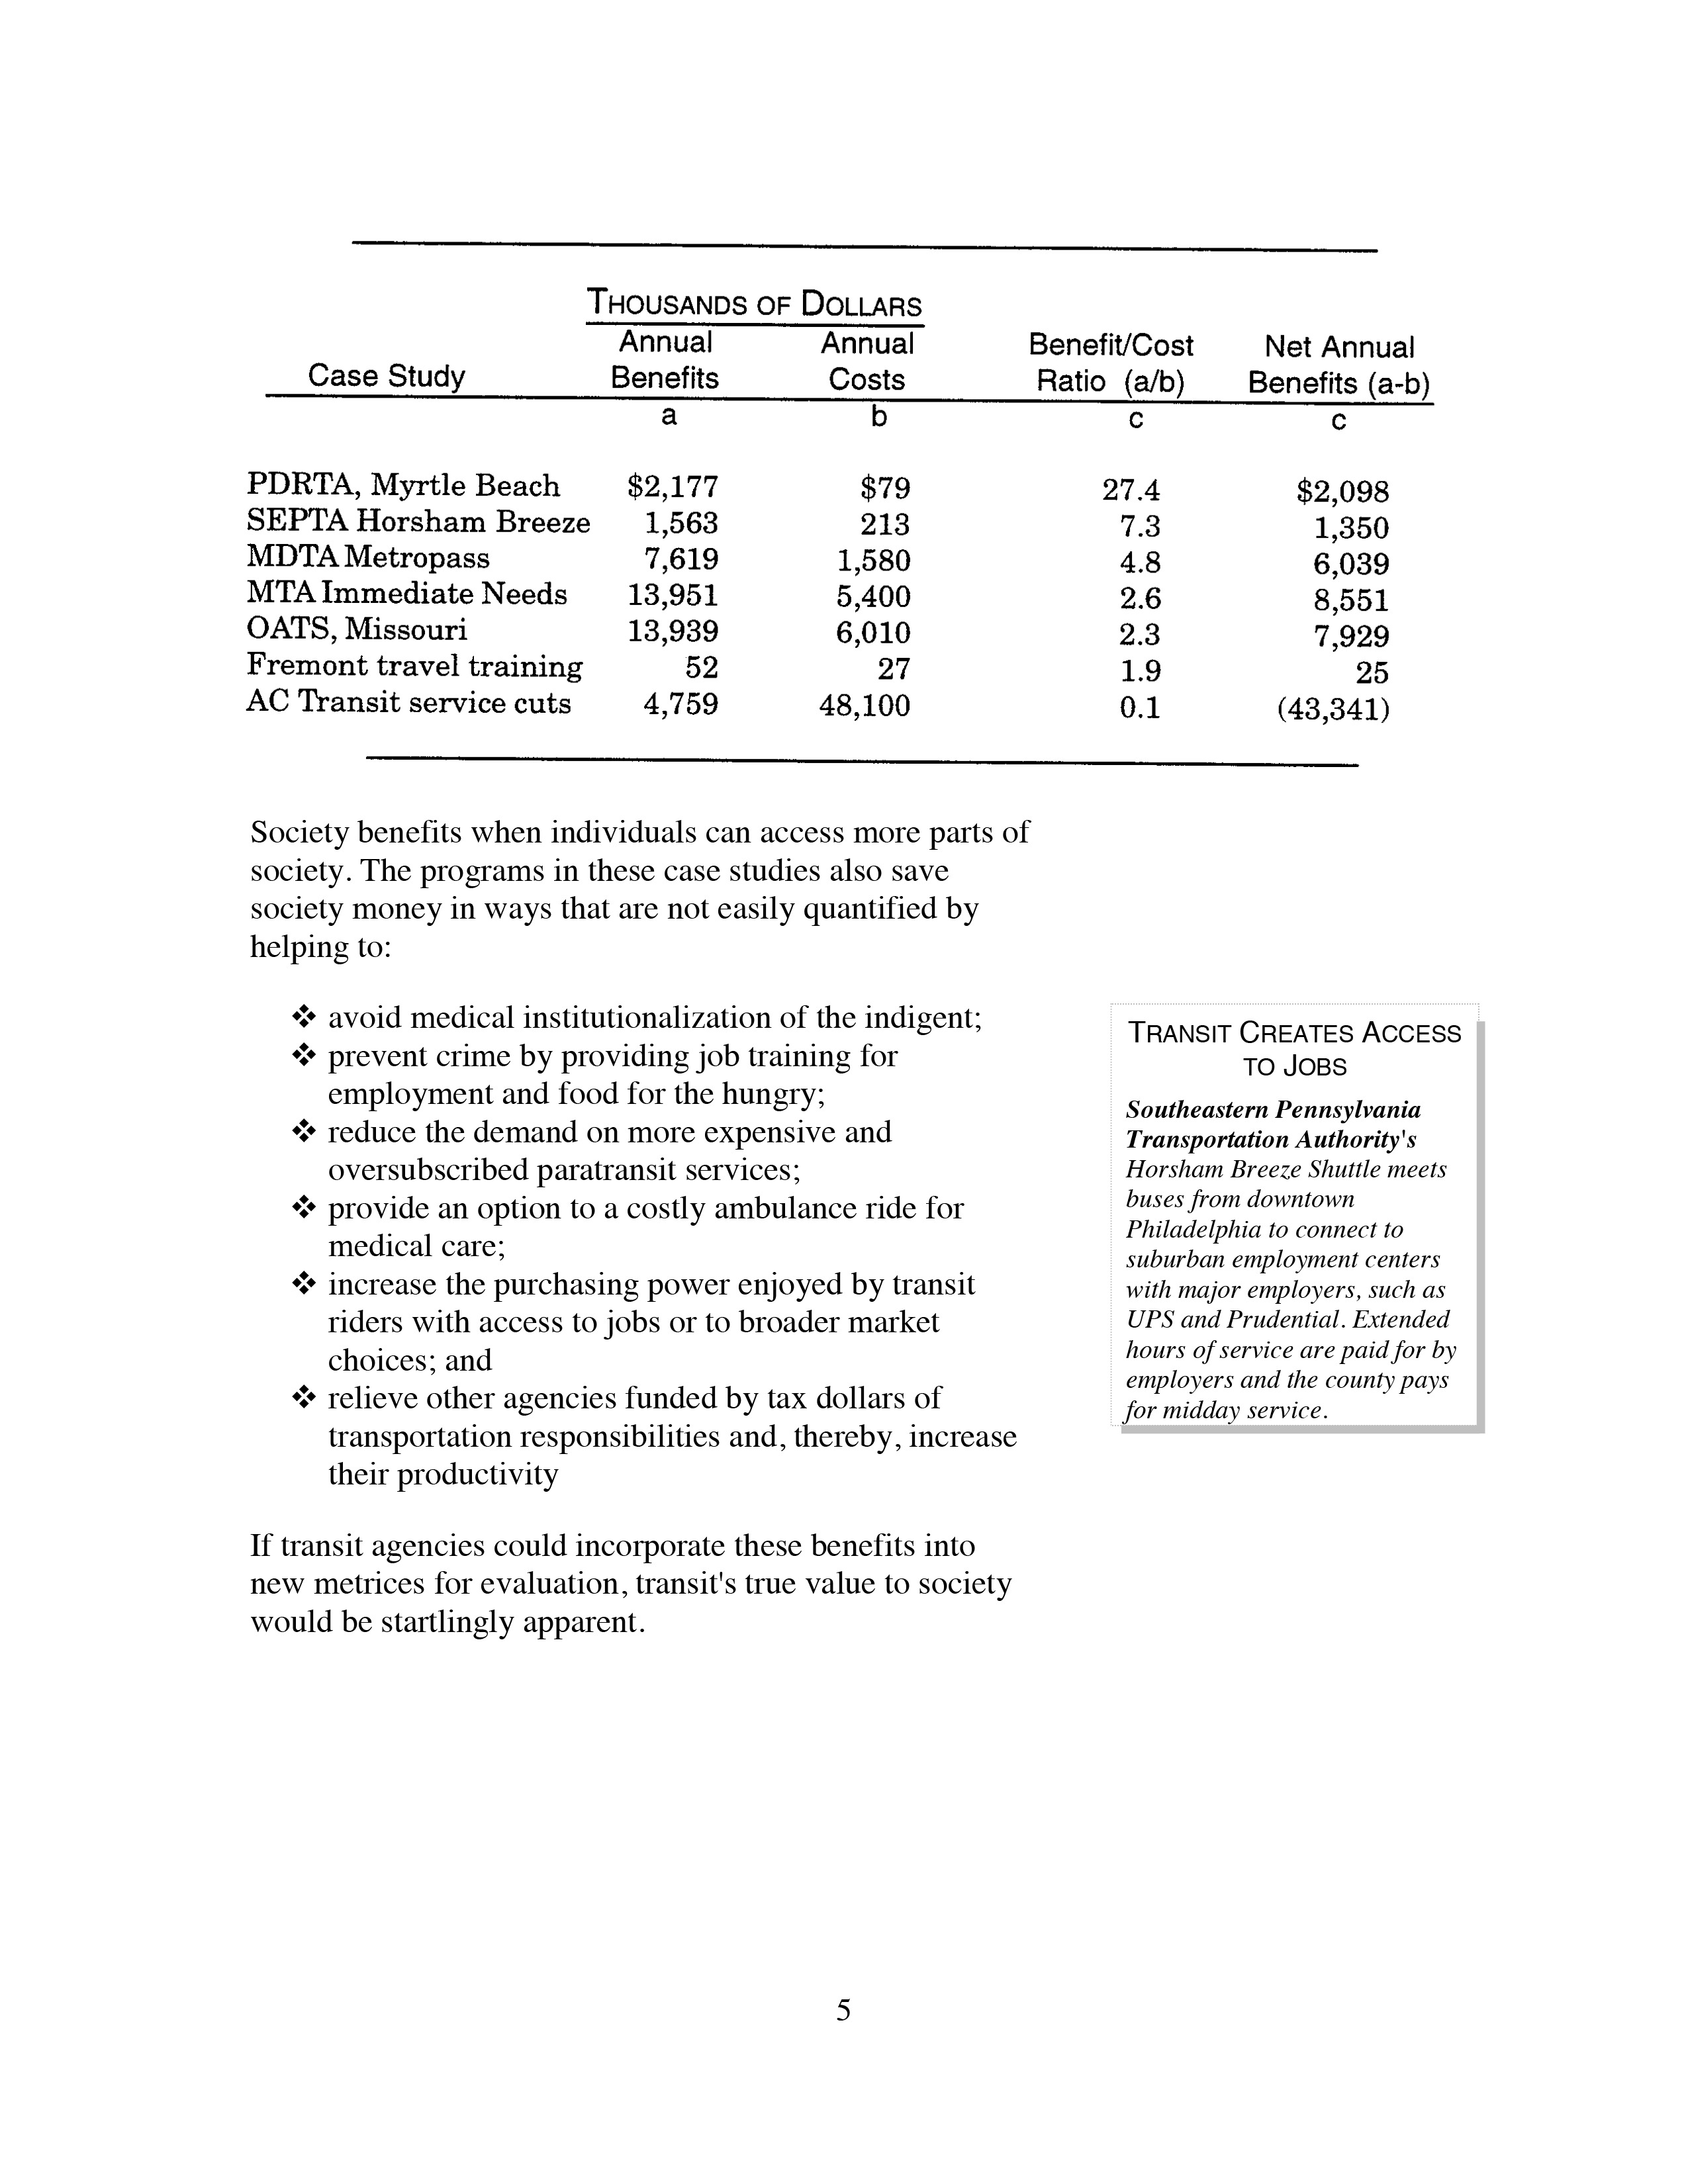 THOUSANDS OF DOLLARS
Case Study Annual Benefits Annual Costs Benefit/Cost Ratio (a/b) Net Annual Benefits (a-b)
a b c c
PDRTA, Myrtle Beach $2,177 $79 27.4 $2,098
SEPTA Horsham Breeze 1,563 213 7.3 1,350
MDTA Metropass 7,619 1,580 4.8 6,039
MTA Immediate Needs 13,951 5,400 2.6 8,551
OATS, Missouri 13,939 6,010 2.3 7,929
Fremont travel training 52 27 1.9 25
AC Transit service cuts 4,759 48,100 0.1 (43,341)
Society benefits when individuals can access more parts of
society. The programs in these case studies also save
society money in ways that are not easily quantified by
helping to:
❖ avoid medical institutionalization of the indigent;
❖ prevent crime by providing job training for
employment and food for the hungry;
❖ reduce the demand on more expensive and
oversubscribed paratransit services;
❖ provide an option to a costly ambulance ride for
medical care;
❖ increase the purchasing power enjoyed by transit
riders with access to jobs or to broader market
choices; and
❖ relieve other agencies funded by tax dollars of
transportation responsibilities and, thereby, increase
their productivity
If transit agencies could incorporate these benefits into
new metrices for evaluation, transit's true value to society
would be startlingly apparent.
TRANSIT CREATES ACCESS
TO JOBS
Southeastern Pennsylvania
Transportation Authority's
Horsham Breeze Shuttle meets
buses from downtown
Philadelphia to connect to
suburban employment centers
with major employers, such as
UPS and Prudential. Extended
hours of service are paid for by
employers and the county pays
for midday service.
5